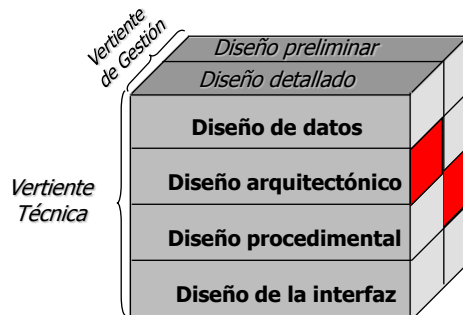 Vertiente
de Gestión
Diseño preliminar
Diseño detallado
Vertiente
Técnica
Diseño de datos
Diseño arquitectónico
Diseño procedimental
Diseño de la interfaz